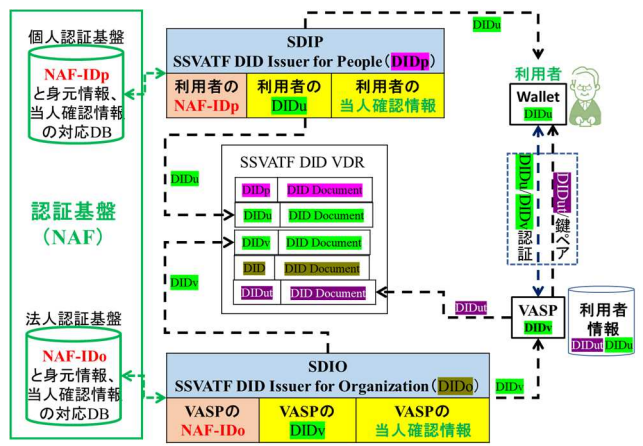 個人認証基盤
NAF-IDp
と身元情報、
当人確認情報
の対応DB
認証基盤
(NAF)
法人認証基盤
NAF-IDo
と身元情報、
当人確認情報
の対応DB
SDIP
SSVATF DID Issuer for People(DIDp)
利用者の
NAF-IDp
利用者の
DIDu
利用者の
当人確認情報
DIDu
利用者
Wallet
DIDu
DIDu
SSVATF DID VDR
DIDp DID Document
DIDu DID Document
DIDv DID Document
DID DID Document
DIDut DID Document
DIDv
DIDu/DIDv認証
DIDut/鍵ペア
DIDut
VASP
DIDv
利用者
情報
DIDut DIDu
SDIO
SSVATF DID Issuer for Organization(DIDo)
VASPの
NAF-IDo
VASPの
DIDv
VASPの
当人確認情報
DIDv